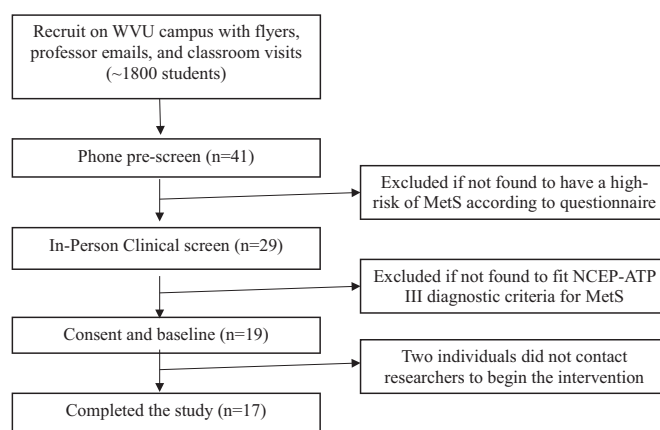 Recruit on WVU campus with flyers,
professor emails, and classroom visits
(~1800 students)
Phone pre-screen (n=41)
Excluded if not found to have a high-
risk of MetS according to questionnaire
In-Person Clinical screen (n=29)
Excluded if not found to fit NCEP-ATP
III diagnostic criteria for MetS
Consent and baseline (n=19)
Two individuals did not contact
researchers to begin the intervention
Completed the study (n=17)